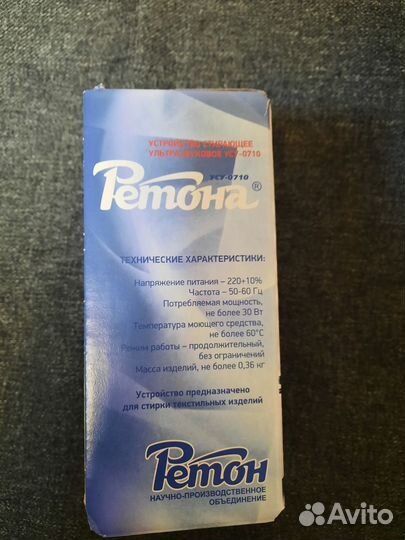 УСТРОЙСТВО СТИРАЮЩЕЕ
УЛЬТРАЗВУКОВОЕ УСУ-0710
УСУ-0710
Ретона®
ТЕХНИЧЕСКИЕ ХАРАКТЕРИСТИКИ:
Напряжение питания – 220+10%
Частота – 50-60 Гц
Потребляемая мощность,
не более 30 Вт
Температура моющего средства,
не более 60°С
Режим работы – продолжительный,
без ограничений
Масса изделий, не более 0,36 кг
Устройство предназначено
для стирки текстильных изделий
Ретон
НАУЧНО-ПРОИЗВОДСТВЕННОЕ
ОБЪЕДИНЕНИЕ
Avito